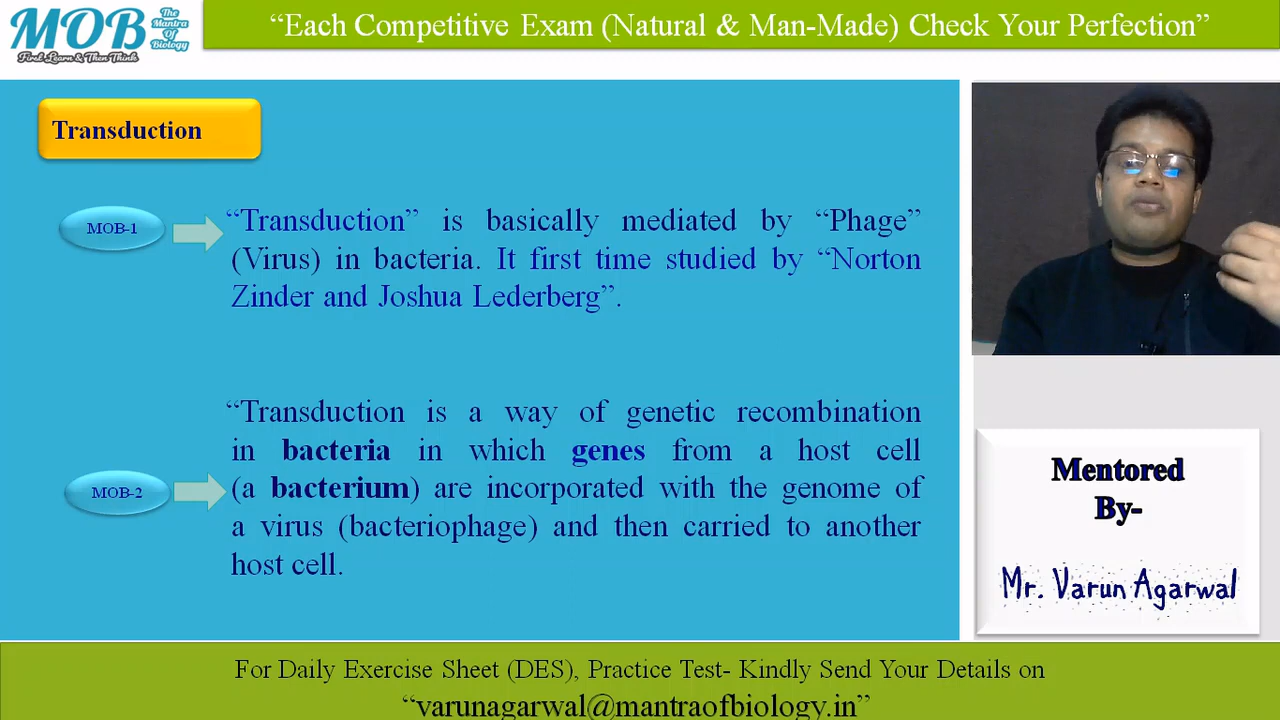 MOB The Mantra Of Biology
First Learn & Then Think
“Each Competitive Exam (Natural & Man-Made) Check Your Perfection”
Transduction
MOB-1
“Transduction” is basically mediated by “Phage”
(Virus) in bacteria. It first time studied by “Norton
Zinder and Joshua Lederberg”.
MOB-2
“Transduction is a way of genetic recombination
in bacteria in which genes from a host cell
(a bacterium) are incorporated with the genome of
a virus (bacteriophage) and then carried to another
host cell.
Mentored
By-
Mr. Varun Agarwal
For Daily Exercise Sheet (DES), Practice Test- Kindly Send Your Details on
“varunagarwal@mantraofbiology.in”